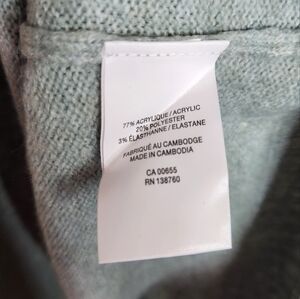 77% ACRYLIQUE / ACRYLIC
20% POLYESTER
3% ÉLASTHANNE / ELASTANE
FABRIQUÉ AU CAMBODGE
MADE IN CAMBODIA
CA 00655
RN 138760